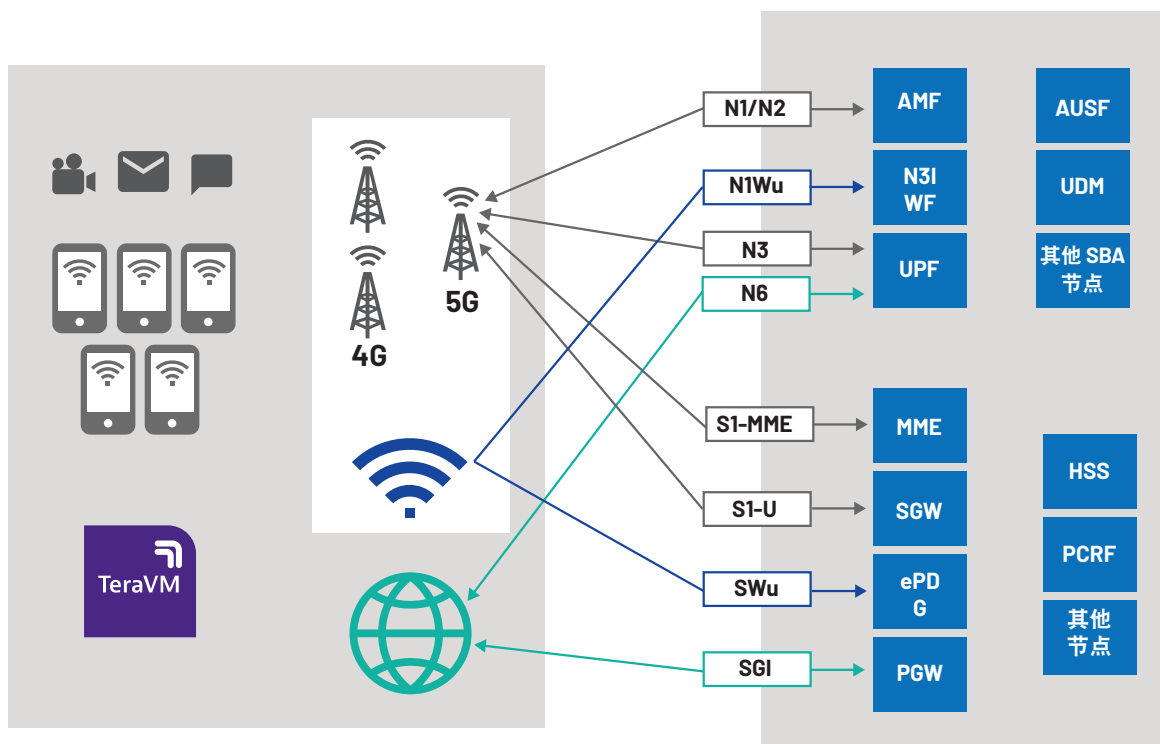 5G
4G
TeraVM
N1/N2
N1Wu
N3
N6
S1-MME
S1-U
SWu
SGI
AMF
N3I
WF
UPF
MME
SGW
ePD
G
PGW
AUSF
UDM
其他 SBA
节点
HSS
PCRF
其他
节点